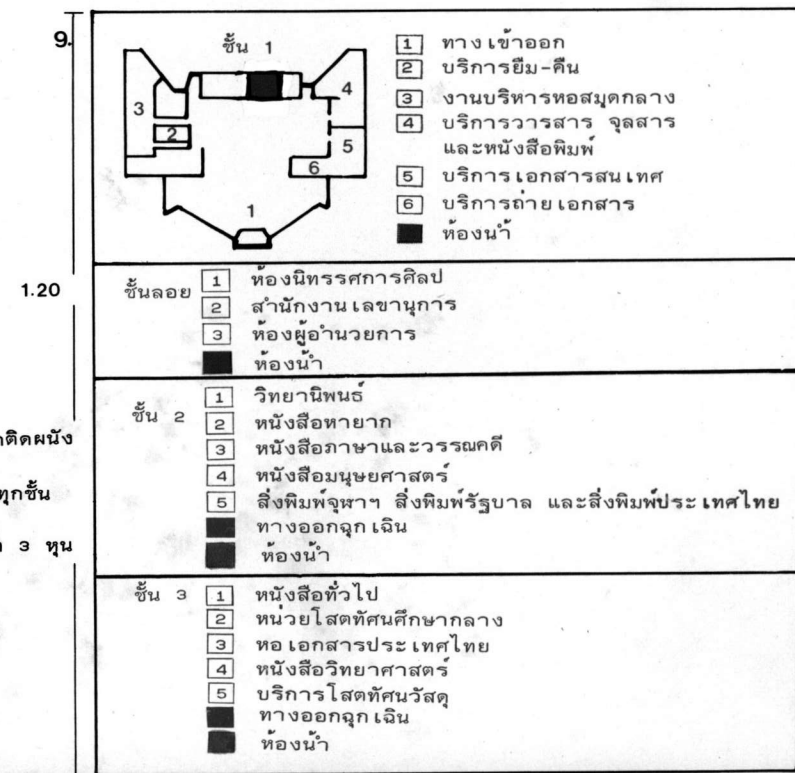 9.
ชั้น 1
3
2
4
5
6
1
1 ทางเข้าออก
2 บริการยืม-คืน
3 งานบริหารหอสมุดกลาง
4 บริการวารสาร จุลสาร
และหนังสือพิมพ์
5 บริการเอกสารสนเทศ
6 บริการถ่ายเอกสาร
ห้องน้ำ
1.20
ชั้นลอย 1 ห้องนิทรรศการศิลป
2 สำนักงานเลขานุการ
3 ห้องผู้อำนวยการ
ห้องน้ำ
ชั้น 2 1 วิทยานิพนธ์
2 หนังสือหายาก
3 หนังสือภาษาและวรรณคดี
4 หนังสือมนุษยศาสตร์
5 สิ่งพิมพ์จุฬาฯ สิ่งพิมพ์รัฐบาล และสิ่งพิมพ์ประเทศไทย
ทางออกฉุกเฉิน
ห้องน้ำ
ติดผนัง
ทุกชั้น
3 หุน
ชั้น 3 1 หนังสือทั่วไป
2 หน่วยโสตทัศนศึกษากลาง
3 หอเอกสารประเทศไทย
4 หนังสือวิทยาศาสตร์
5 บริการโสตทัศนวัสดุ
ทางออกฉุกเฉิน
ห้องน้ำ